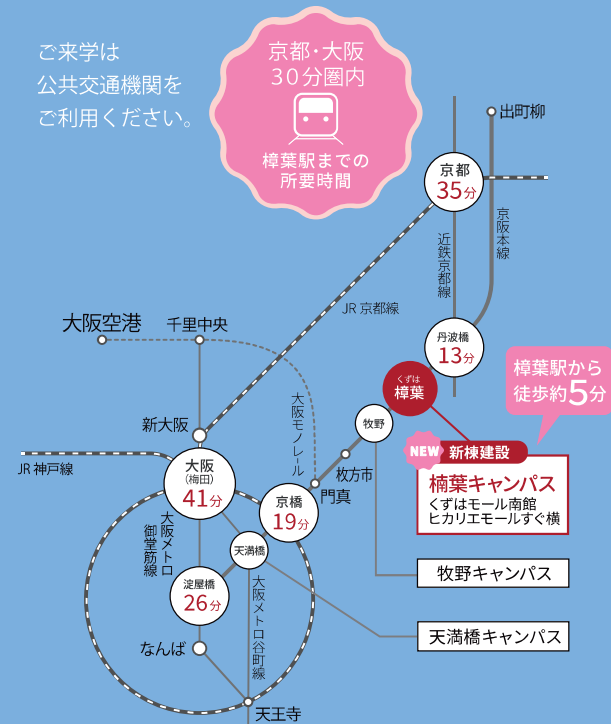 ご来学は
公共交通機関を
ご利用ください。
京都・大阪
30分圏内
樟葉駅までの
所要時間
出町柳
京都
35分
京阪本線
近鉄京都線
JR 京都線
大阪空港
千里中央
丹波橋
13分
樟葉駅から
徒歩約5分
くずは
樟葉
大阪モノレール
新大阪
牧野
NEW 新棟建設
楠葉キャンパス
くずはモール南館
ヒカリエモールすぐ横
JR 神戸線
枚方市
門真
大阪
(梅田)
41分
京橋
19分
大阪メトロ
御堂筋線
天満橋
牧野キャンパス
淀屋橋
26分
大阪メトロ谷町線
天満橋キャンパス
なんば
天王寺